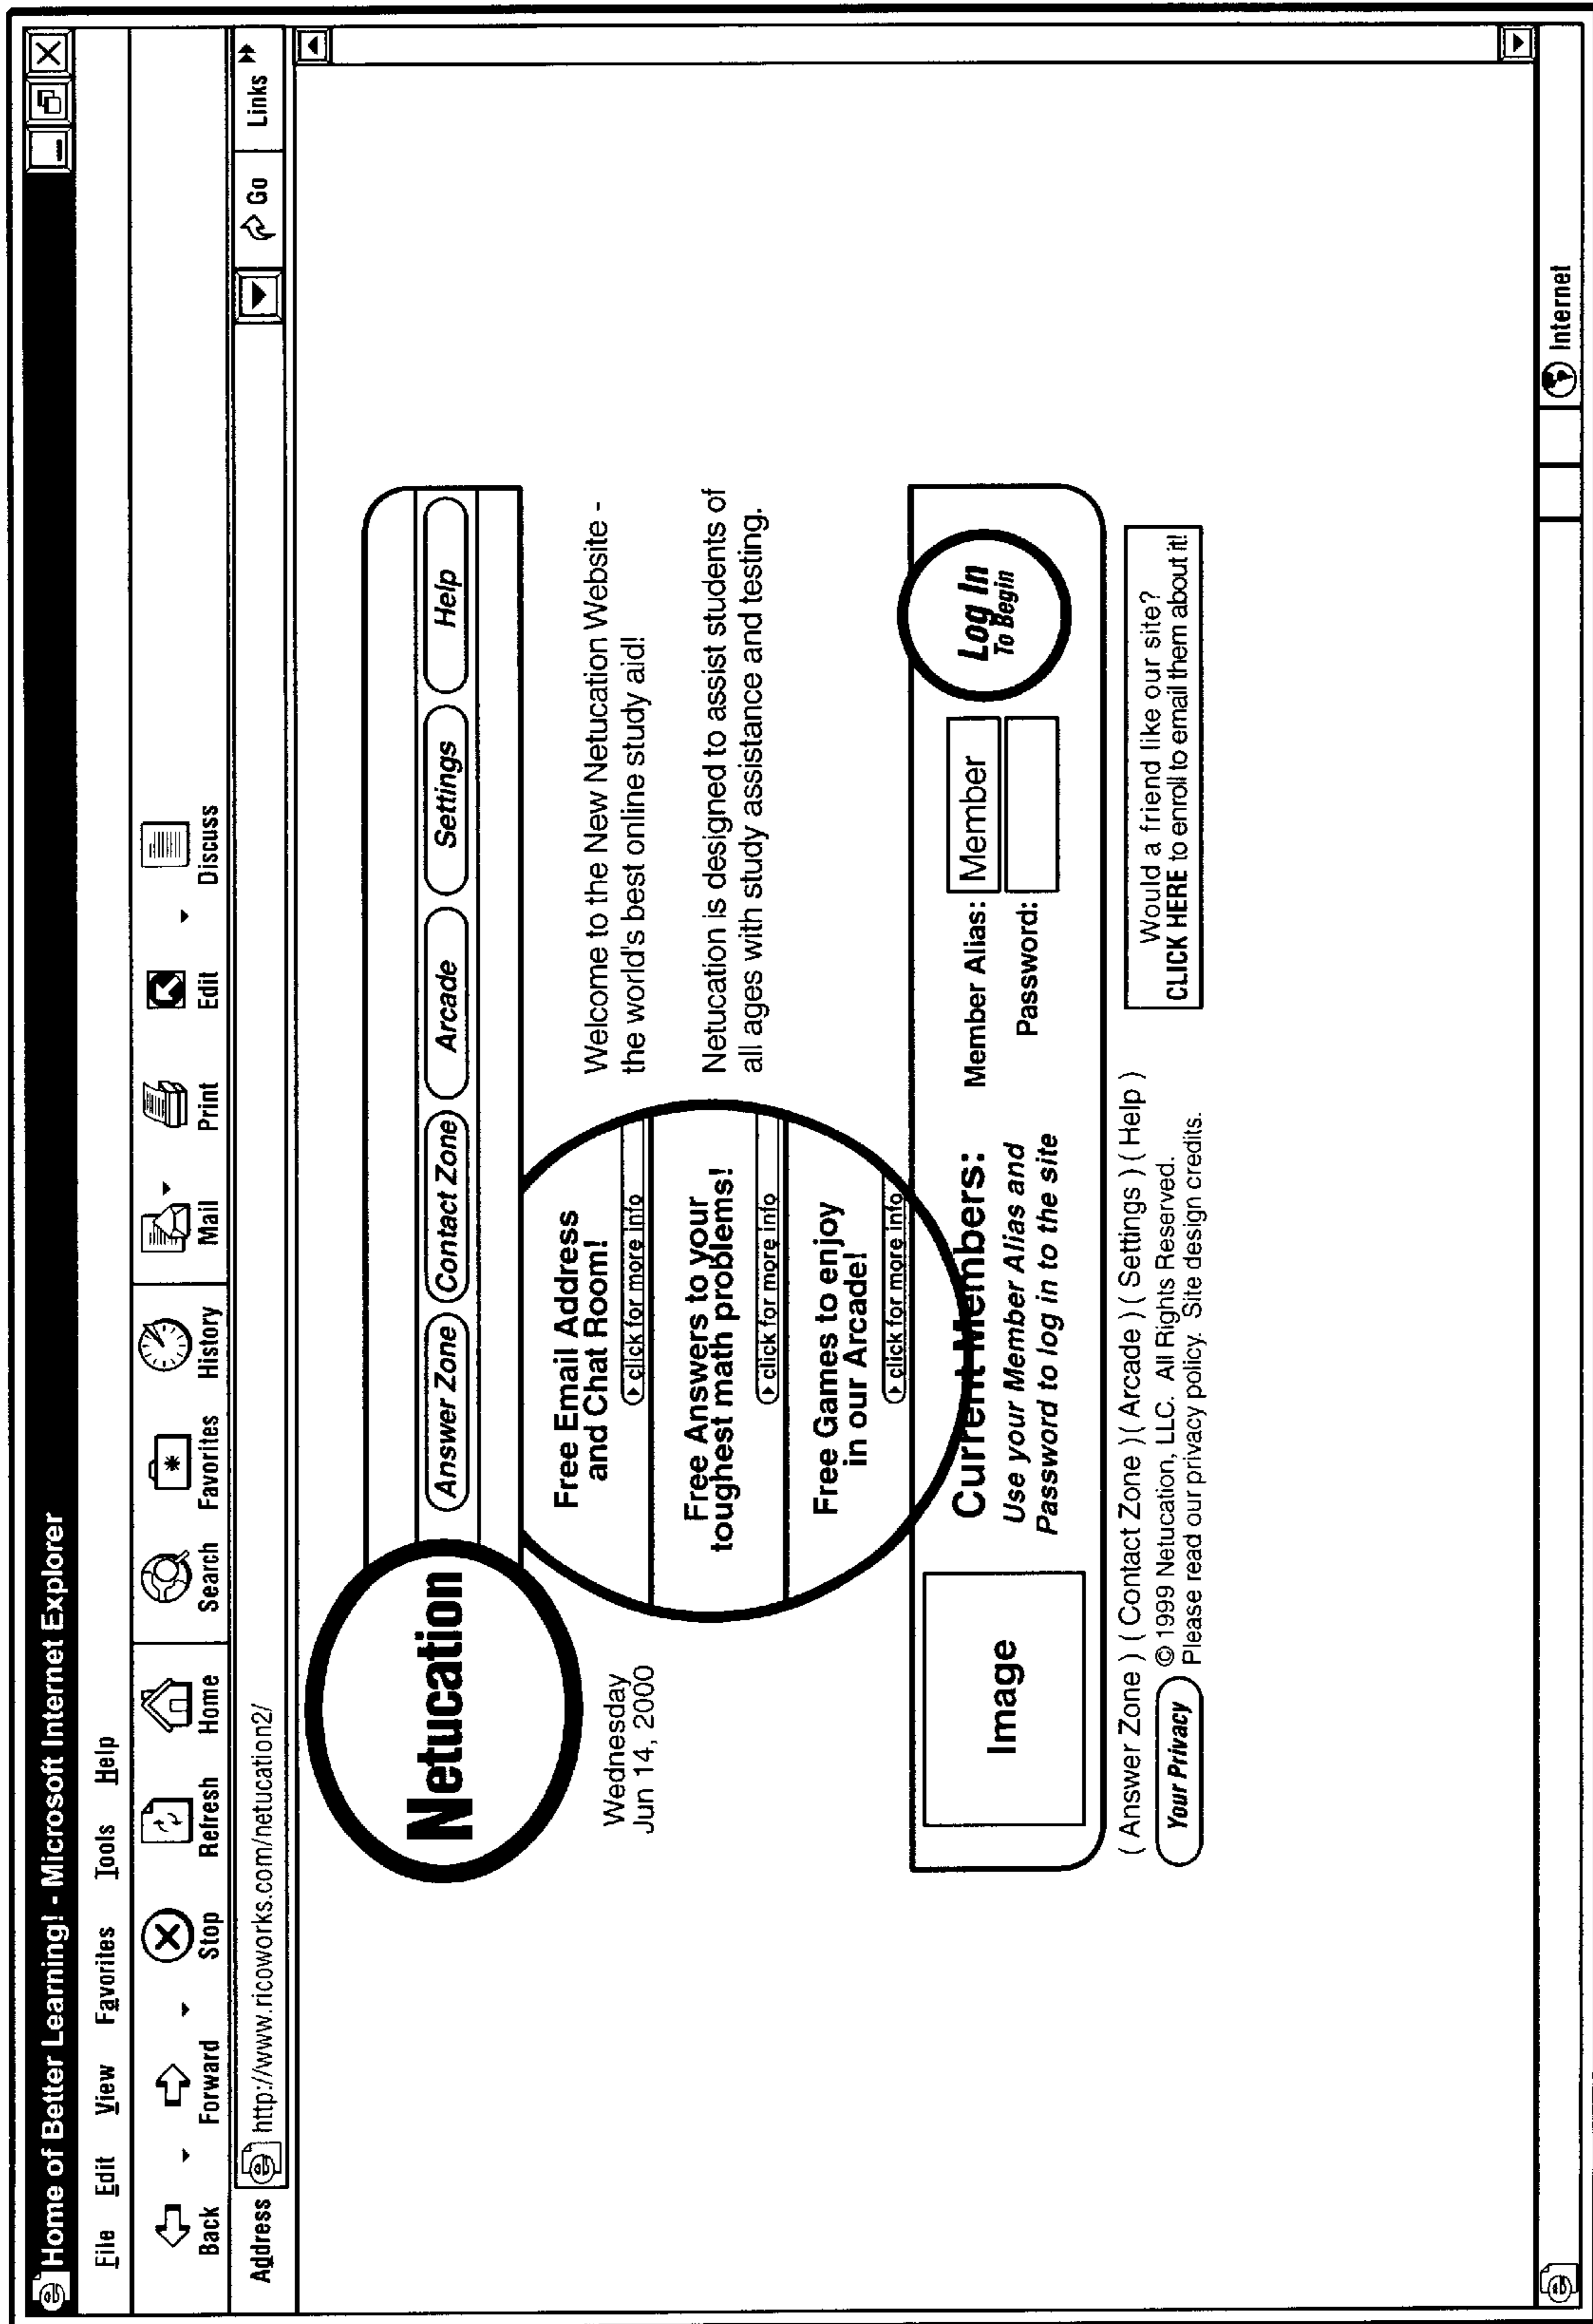 Home of Better Learning! - Microsoft Internet Explorer
File Edit View Favorites Tools Help
Back Forward Stop Refresh Home Search Favorites History Mail Print Edit Discuss
Address http://www.ricoworks.com/netucation2/ Go Links
Netucation
Answer Zone Contact Zone Arcade Settings Help
Wednesday
Jun 14, 2000
Free Email Address
and Chat Room!
click for more info
Free Answers to your
toughest math problems!
click for more info
Free Games to enjoy
in our Arcade!
click for more info
Welcome to the New Netucation Website -
the world's best online study aid!
Netucation is designed to assist students of
all ages with study assistance and testing.
Image
Current Members:
Use your Member Alias and
Password to log in to the site
Member Alias: Member
Password:
Log In
To Begin
( Answer Zone ) ( Contact Zone ) ( Arcade ) ( Settings ) ( Help )
Your Privacy
© 1999 Netucation, LLC. All Rights Reserved.
Please read our privacy policy. Site design credits.
Would a friend like our site?
CLICK HERE to enroll to email them about it!
Internet